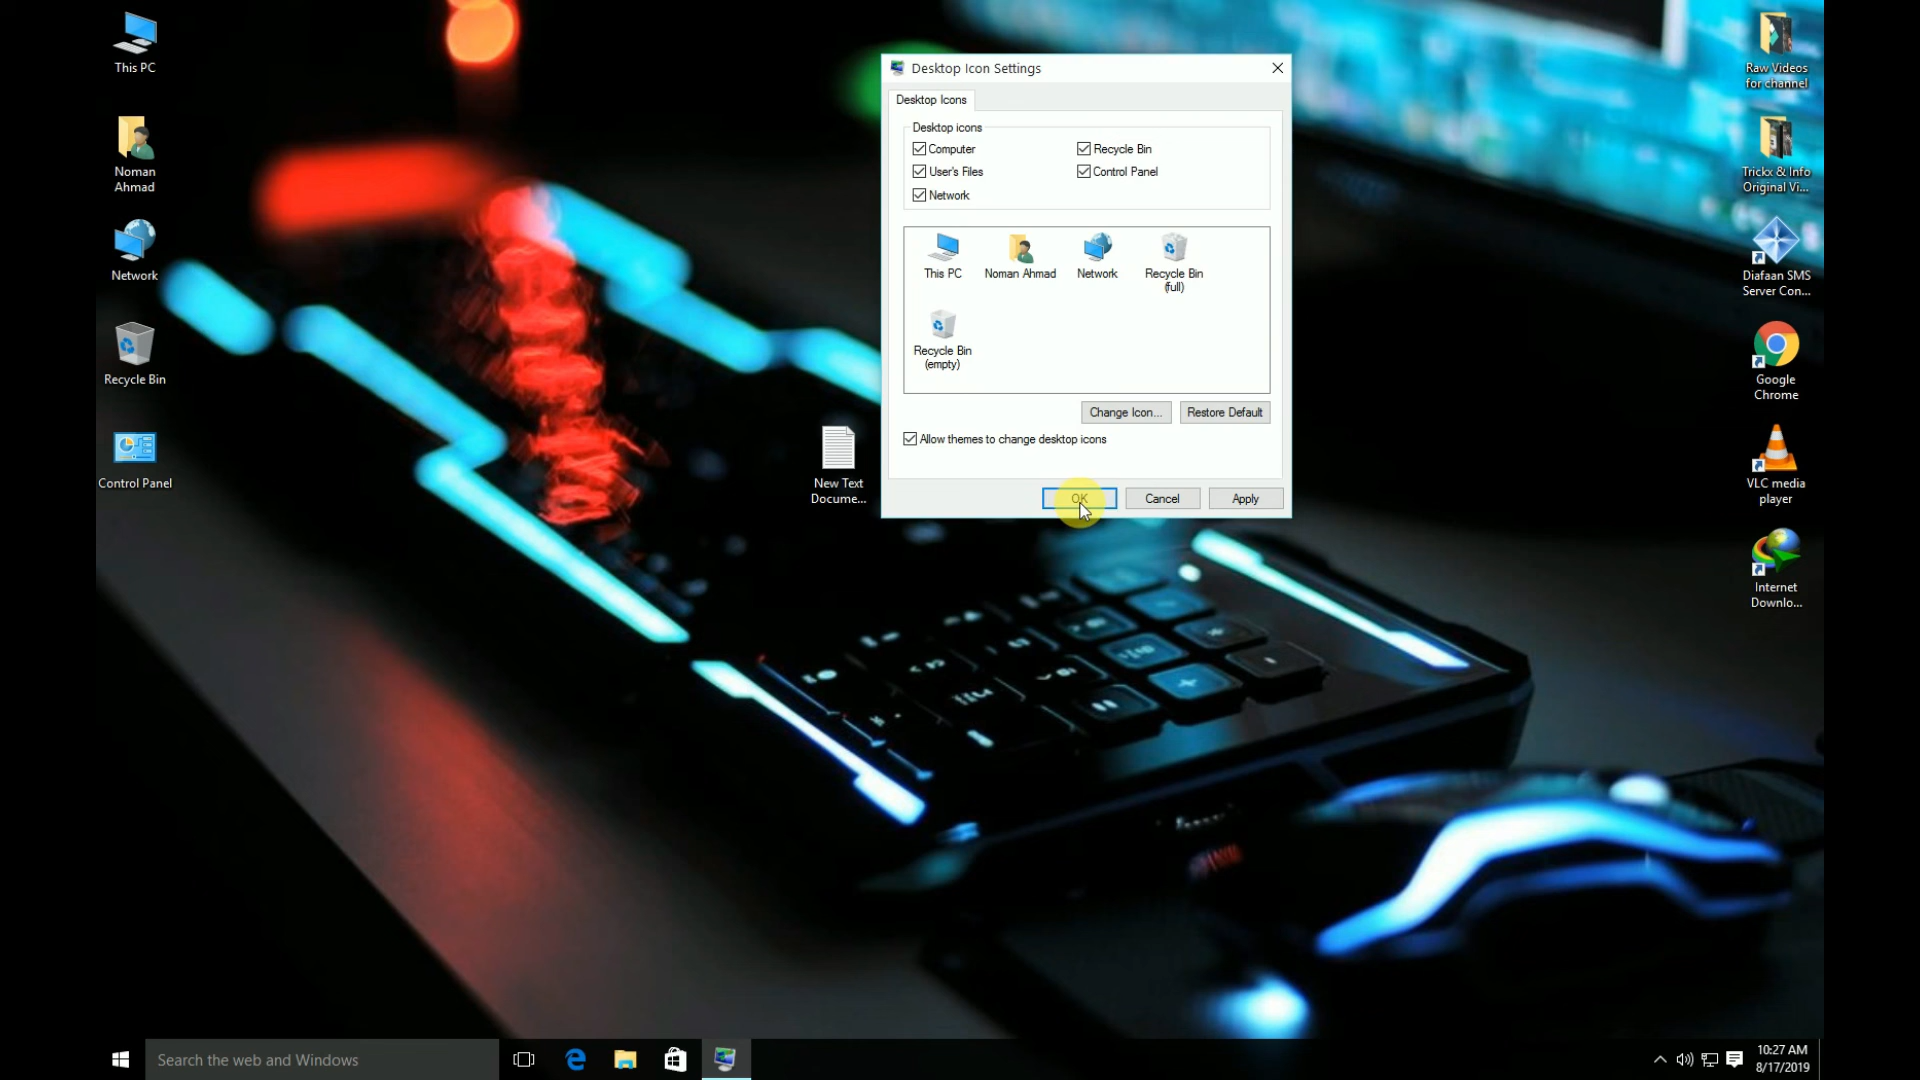 This PC
Noman
Ahmad
Network
Recycle Bin
Control Panel
New Text
Docume...
Desktop Icon Settings
Desktop Icons
Desktop icons
Computer
Recycle Bin
User's Files
Control Panel
Network
This PC
Noman Ahmad
Network
Recycle Bin
(full)
Recycle Bin
(empty)
Change Icon...
Restore Default
Allow themes to change desktop icons
OK
Cancel
Apply
Raw Videos
for channel
Trickx & Info
Original Vi...
Diafaan SMS
Server Con...
Google
Chrome
VLC media
player
Internet
Downlo...
Search the web and Windows
10:27 AM
8/17/2019